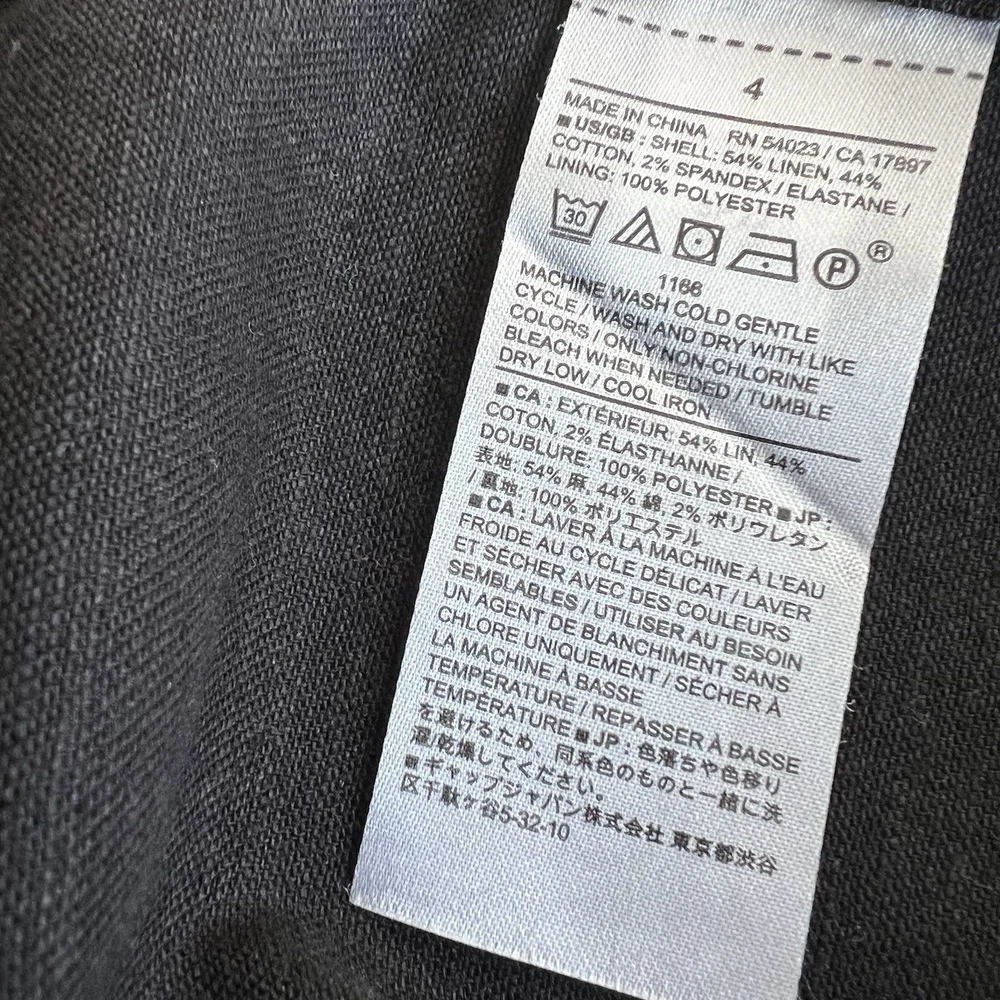 4
MADE IN CHINA RN 54023 / CA 17897
■ US/GB : SHELL: 54% LINEN, 44%
COTTON, 2% SPANDEX / ELASTANE /
LINING: 100% POLYESTER
30 P ®
1166
MACHINE WASH COLD GENTLE
CYCLE / WASH AND DRY WITH LIKE
COLORS / ONLY NON-CHLORINE
BLEACH WHEN NEEDED / TUMBLE
DRY LOW / COOL IRON
■ CA : EXTÉRIEUR: 54% LIN, 44%
COTON, 2% ÉLASTHANNE /
DOUBLURE: 100% POLYESTER ■ JP :
表地: 54% 麻, 44% 綿, 2% ポリウレタン
/ 裏地: 100% ポリエステル
■ CA : LAVER À LA MACHINE À L'EAU
FROIDE AU CYCLE DÉLICAT / LAVER
ET SÉCHER AVEC DES COULEURS
SEMBLABLES / UTILISER AU BESOIN
UN AGENT DE BLANCHIMENT SANS
CHLORE UNIQUEMENT / SÉCHER À
LA MACHINE À BASSE
TEMPÉRATURE / REPASSER À BASSE
TEMPÉRATURE ■ JP : 色落ちや色移り
を避けるため、同系色のものと一緒に洗
濯/乾燥してください。
■ ギャップジャパン株式会社 東京都渋谷
区千駄ヶ谷5-32-10